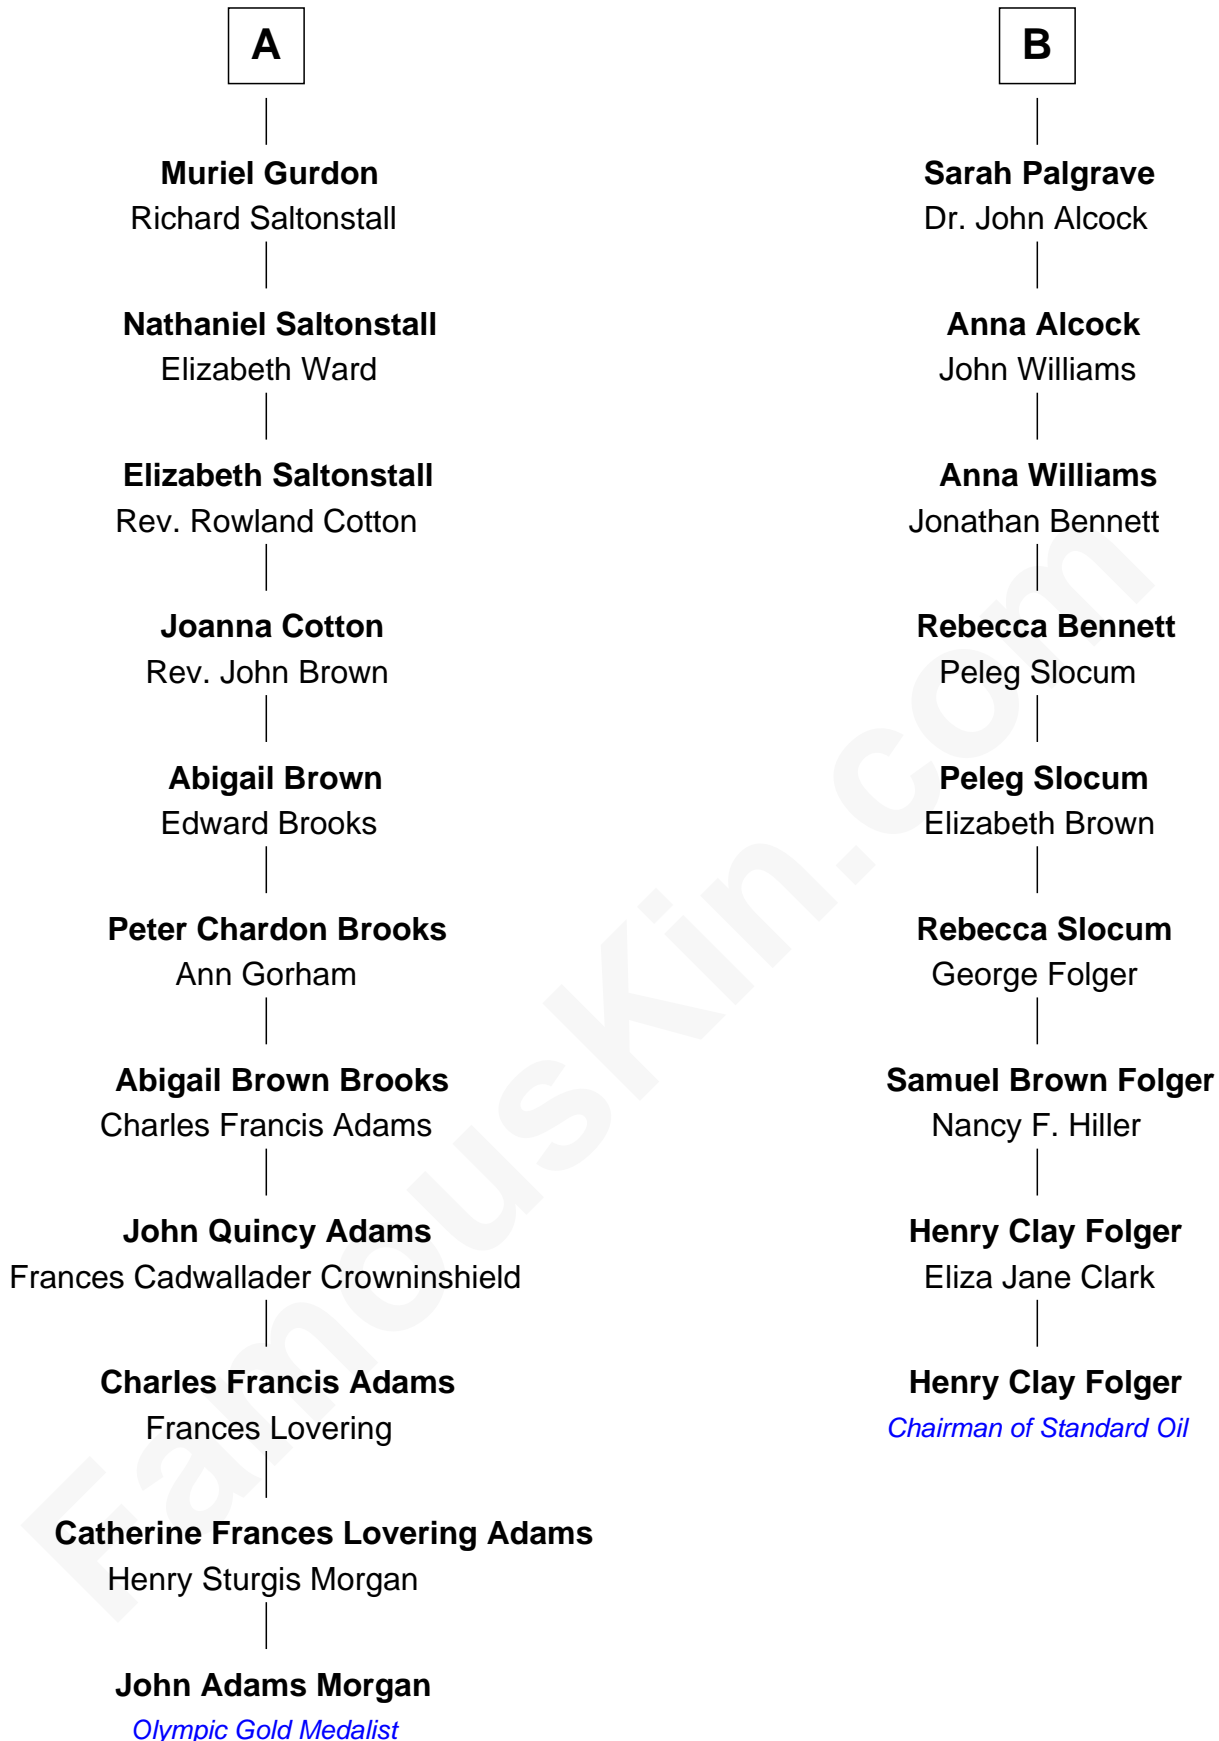 A
Muriel Gurdon
Richard Saltonstall
Nathaniel Saltonstall
Elizabeth Ward
Elizabeth Saltonstall
Rev. Rowland Cotton
Joanna Cotton
Rev. John Brown
Abigail Brown
Edward Brooks
Peter Chardon Brooks
Ann Gorham
Abigail Brown Brooks
Charles Francis Adams
John Quincy Adams
Frances Cadwallader Crowninshield
Charles Francis Adams
Frances Lovering
Catherine Frances Lovering Adams
Henry Sturgis Morgan
John Adams Morgan
Olympic Gold Medalist
B
Sarah Palgrave
Dr. John Alcock
Anna Alcock
John Williams
Anna Williams
Jonathan Bennett
Rebecca Bennett
Peleg Slocum
Peleg Slocum
Elizabeth Brown
Rebecca Slocum
George Folger
Samuel Brown Folger
Nancy F. Hiller
Henry Clay Folger
Eliza Jane Clark
Henry Clay Folger
Chairman of Standard Oil
FamousKin.com